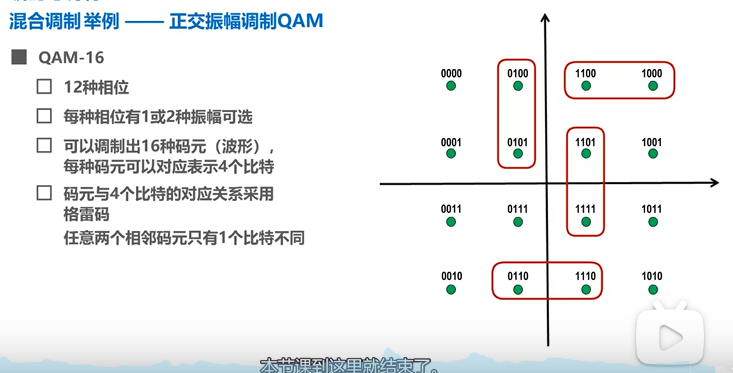 混合调制 举例 —— 正交振幅调制QAM
QAM-16
12种相位
每种相位有1或2种振幅可选
可以调制出16种码元（波形），
每种码元可以对应表示4个比特
码元与4个比特的对应关系采用
格雷码
任意两个相邻码元只有1个比特不同
0000 0100 1100 1000
0001 0101 1101 1001
0011 0111 1111 1011
0010 0110 1110 1010
本节课到这里就结束了。